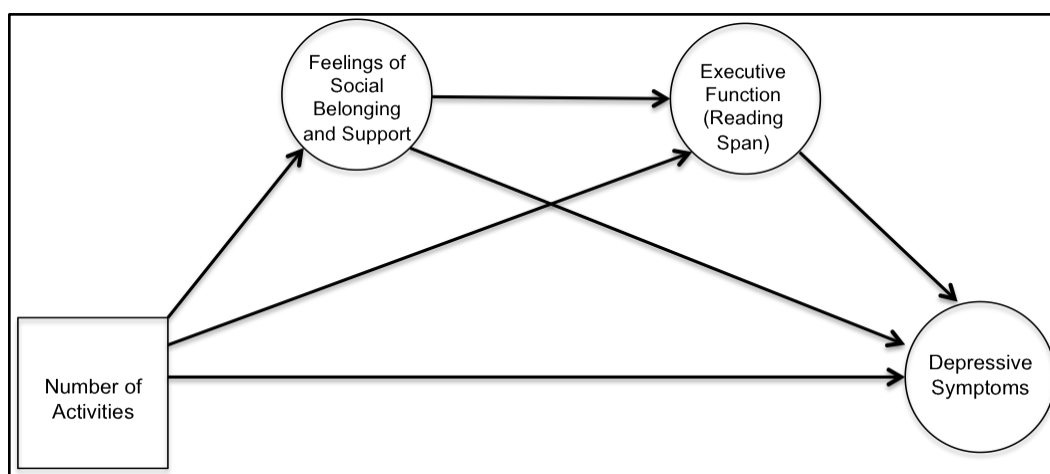 Feelings of
Social
Belonging
and Support
Executive
Function
(Reading
Span)
Number of
Activities
Depressive
Symptoms